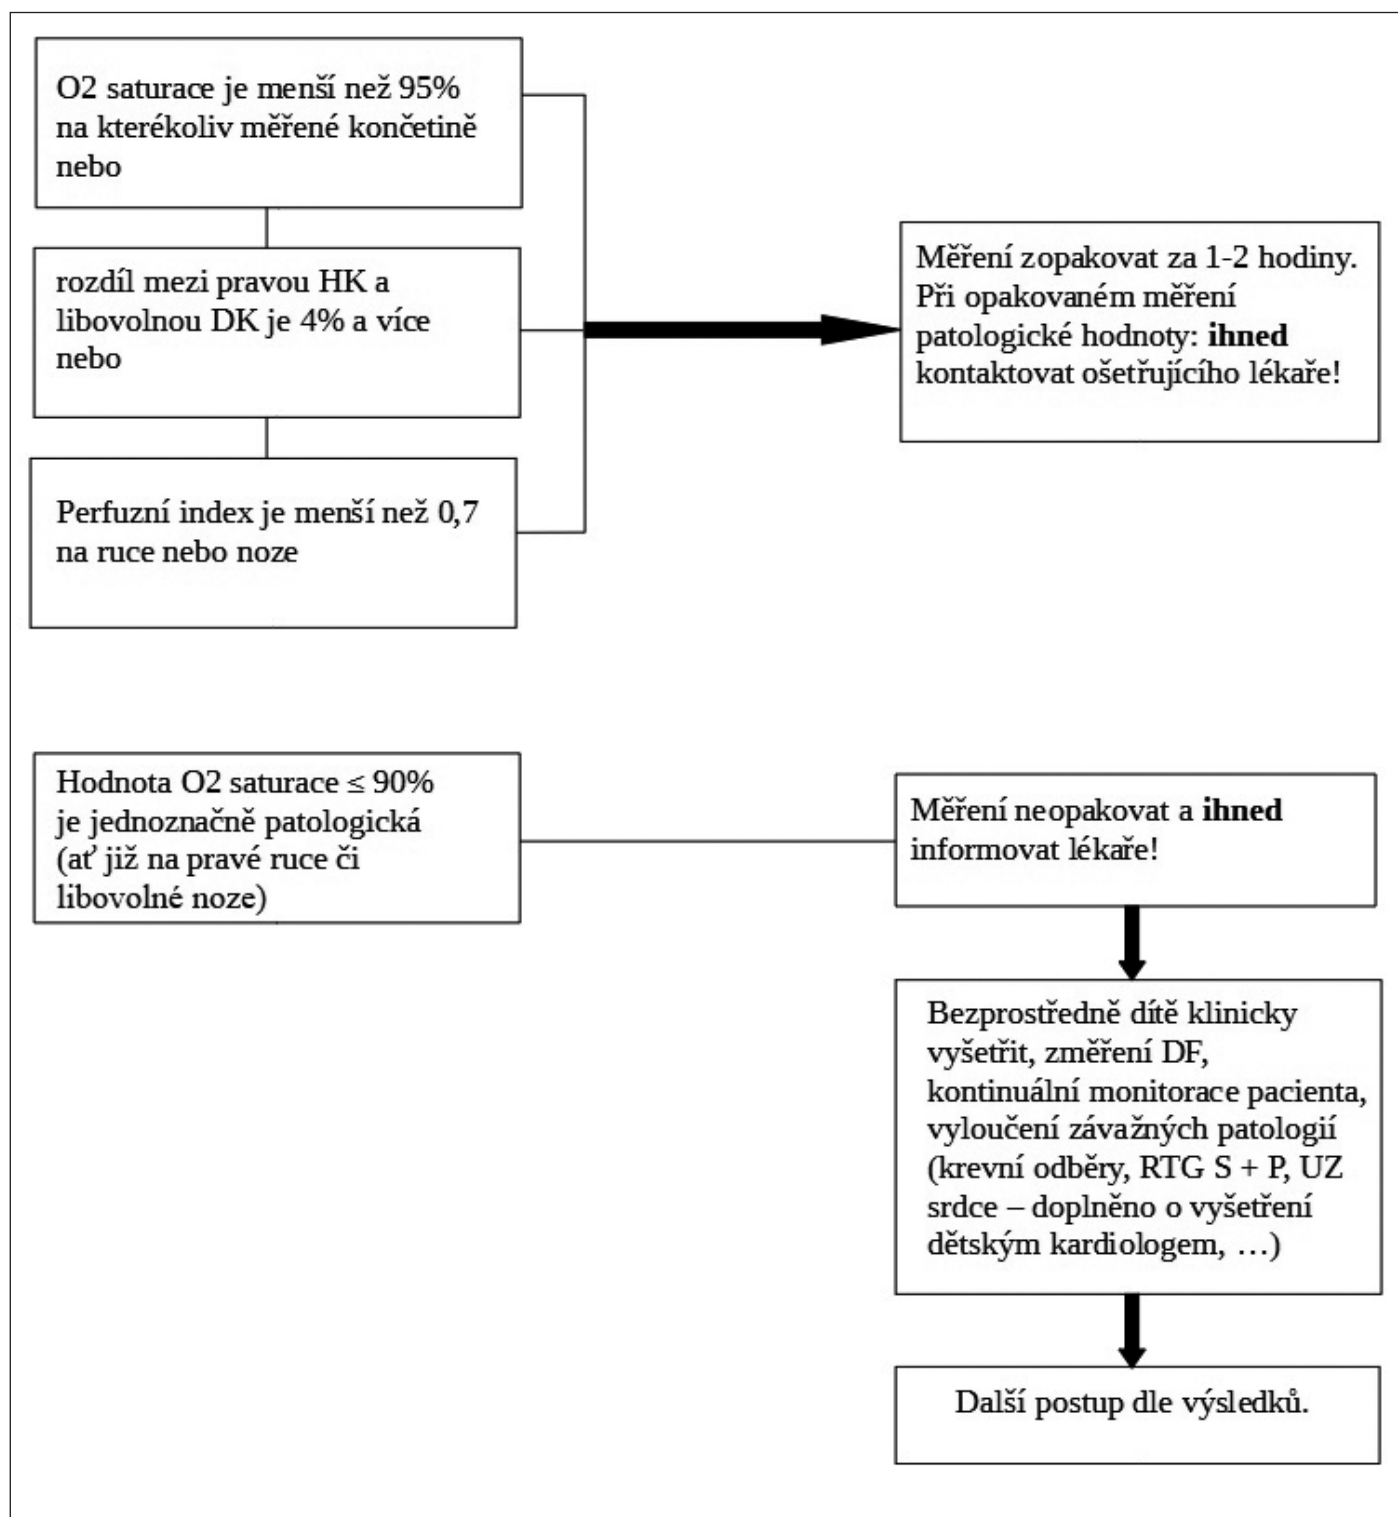 O2 saturace je menší než 95%
na kterékoliv měřené končetině
nebo
rozdíl mezi pravou HK a
libovolnou DK je 4% a více
nebo
Perfuzní index je menší než 0,7
na ruce nebo noze
Měření zopakovat za 1-2 hodiny.
Při opakovaném měření
patologické hodnoty: ihned
kontaktovat ošetřujícího lékaře!
Hodnota O2 saturace ≤ 90%
je jednoznačně patologická
(ať již na pravé ruce či
libovolné noze)
Měření neopakovat a ihned
informovat lékaře!
Bezprostředně dítě klinicky
vyšetřit, změření DF,
kontinuální monitorace pacienta,
vyloučení závažných patologií
(krevní odběry, RTG S + P, UZ
srdce – doplněno o vyšetření
dětským kardiologem, …)
Další postup dle výsledků.